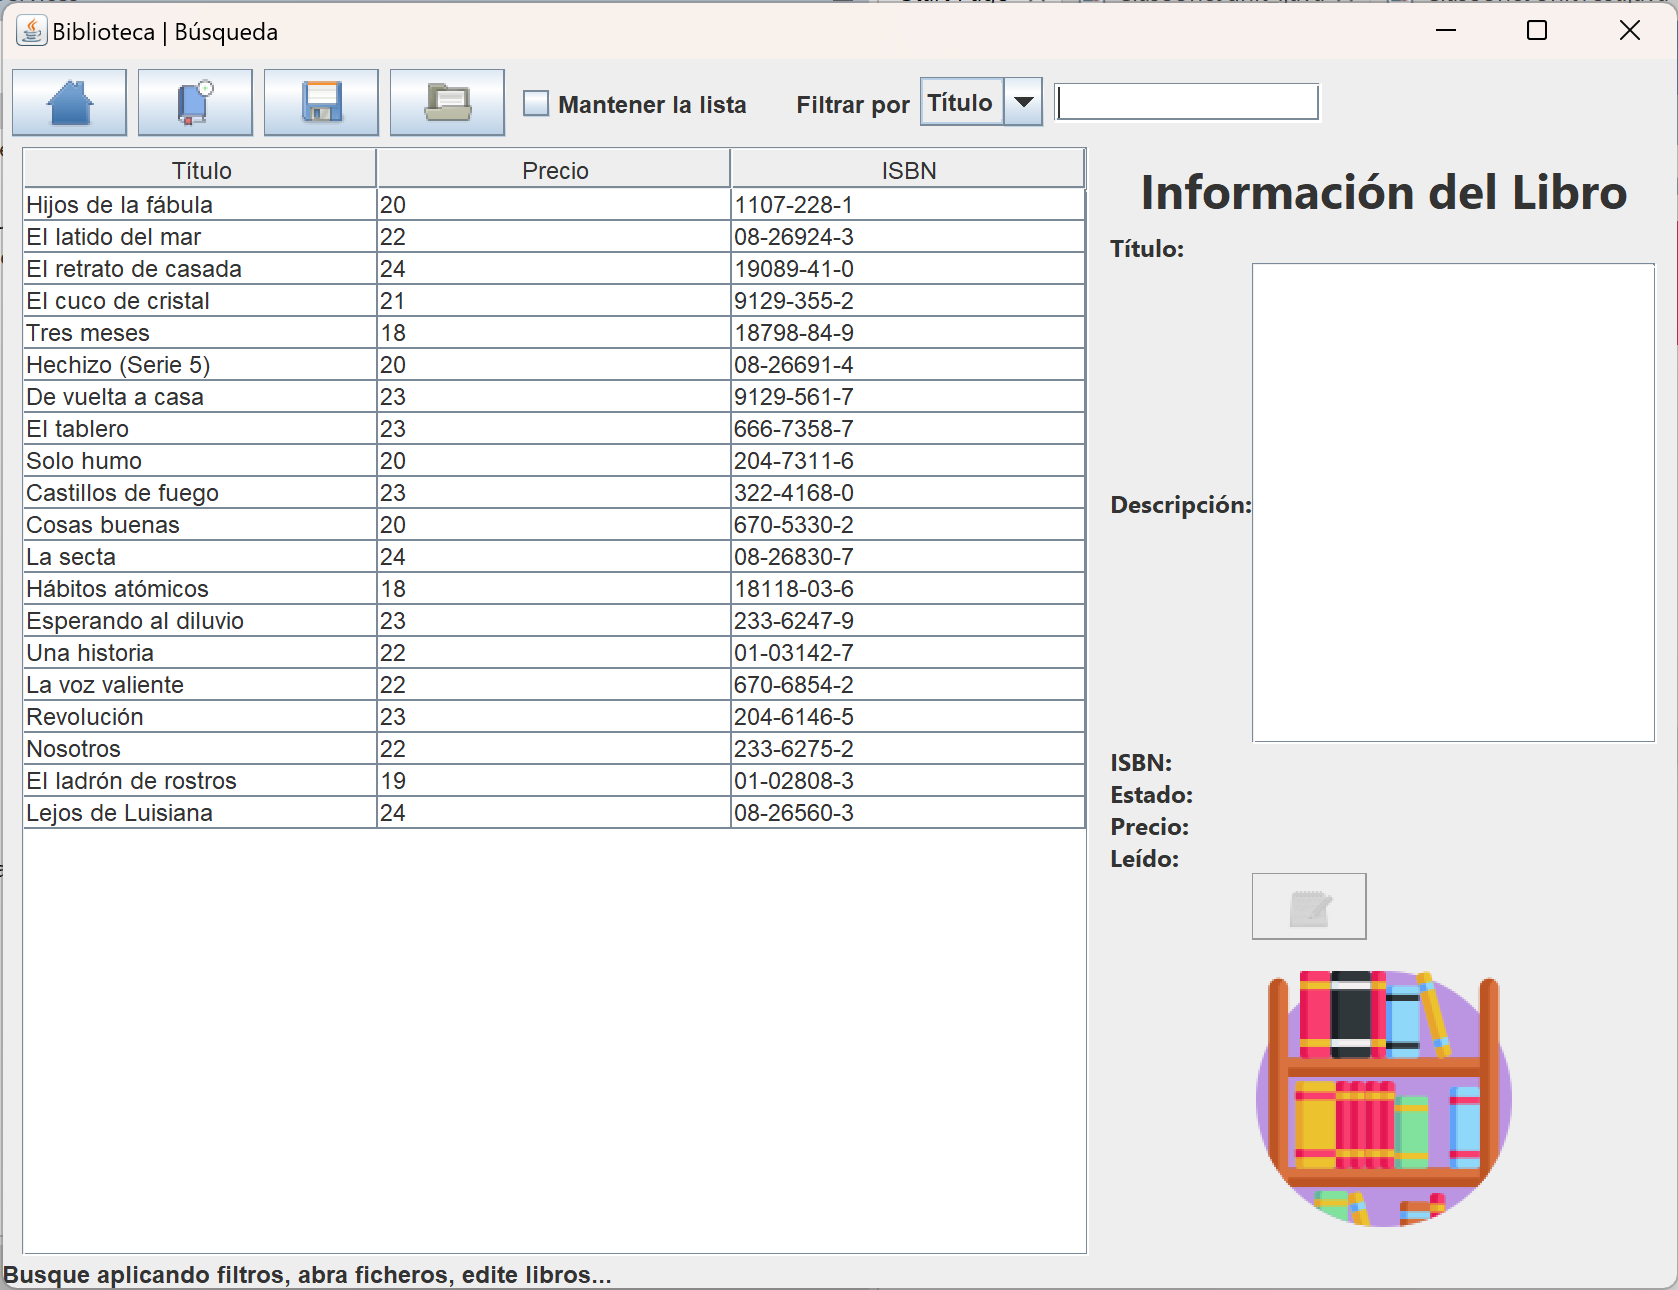 Biblioteca | Búsqueda
Mantener la lista Filtrar por Título
Título Precio ISBN
Hijos de la fábula 20 1107-228-1
El latido del mar 22 08-26924-3
El retrato de casada 24 19089-41-0
El cuco de cristal 21 9129-355-2
Tres meses 18 18798-84-9
Hechizo (Serie 5) 20 08-26691-4
De vuelta a casa 23 9129-561-7
El tablero 23 666-7358-7
Solo humo 20 204-7311-6
Castillos de fuego 23 322-4168-0
Cosas buenas 20 670-5330-2
La secta 24 08-26830-7
Hábitos atómicos 18 18118-03-6
Esperando al diluvio 23 233-6247-9
Una historia 22 01-03142-7
La voz valiente 22 670-6854-2
Revolución 23 204-6146-5
Nosotros 22 233-6275-2
El ladrón de rostros 19 01-02808-3
Lejos de Luisiana 24 08-26560-3
Información del Libro
Título:
Descripción:
ISBN:
Estado:
Precio:
Leído:
Busque aplicando filtros, abra ficheros, edite libros...